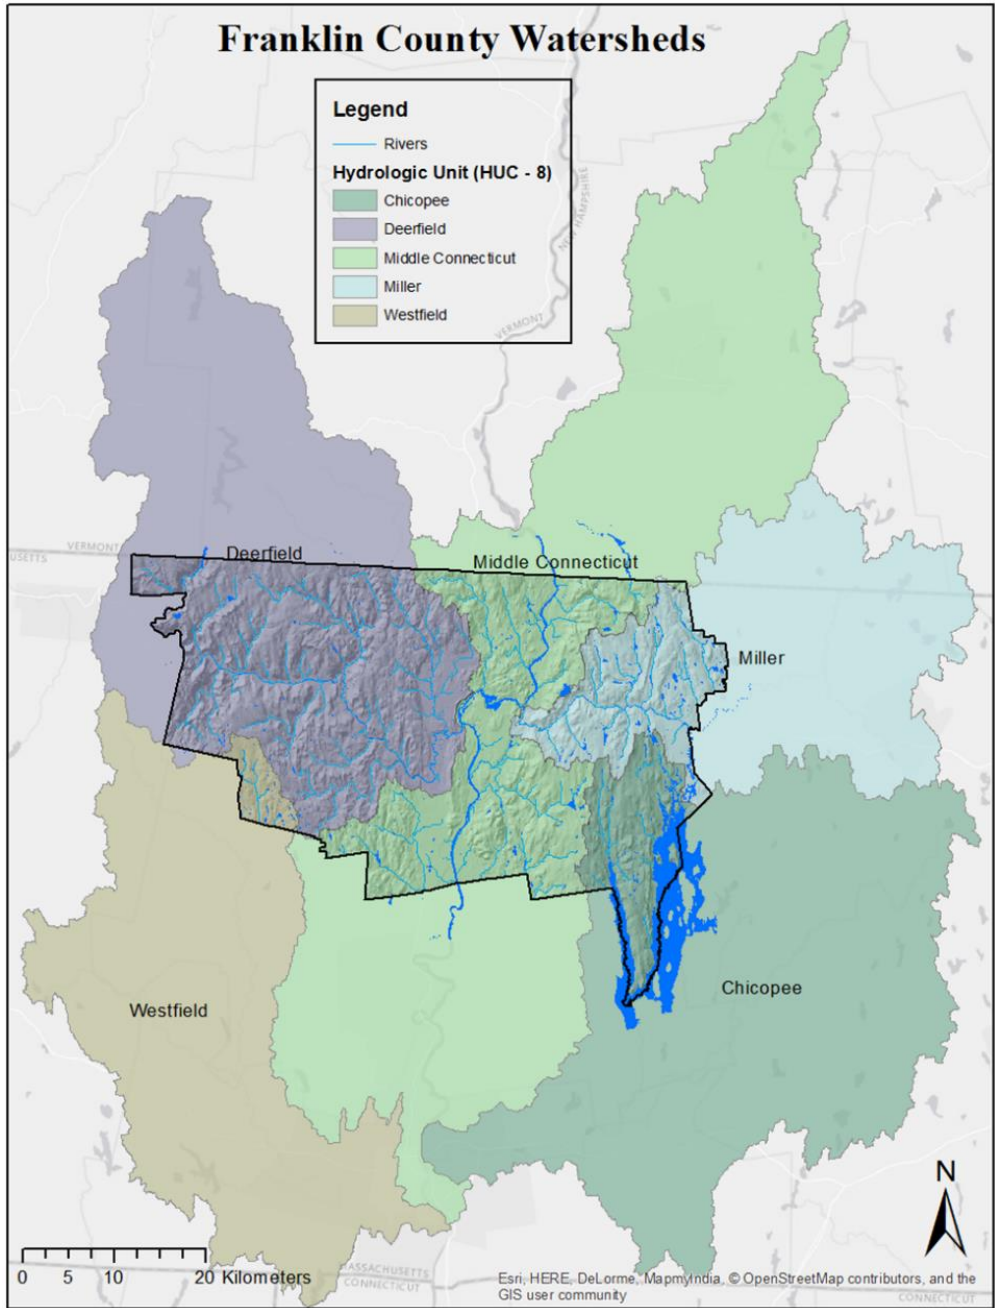 Franklin County Watersheds
Legend
Rivers
Hydrologic Unit (HUC - 8)
Chicopee
Deerfield
Middle Connecticut
Miller
Westfield
NEW HAMPSHIRE
VERMONT
VERMONT
USETTS
Deerfield
Middle Connecticut
Miller
Westfield
Chicopee
N
0 5 10 20 Kilometers
MASSACHUSETTS
CONNECTICUT
Esri, HERE, DeLorme, MapmyIndia, © OpenStreetMap contributors, and the
GIS user community
CONNECTICUT